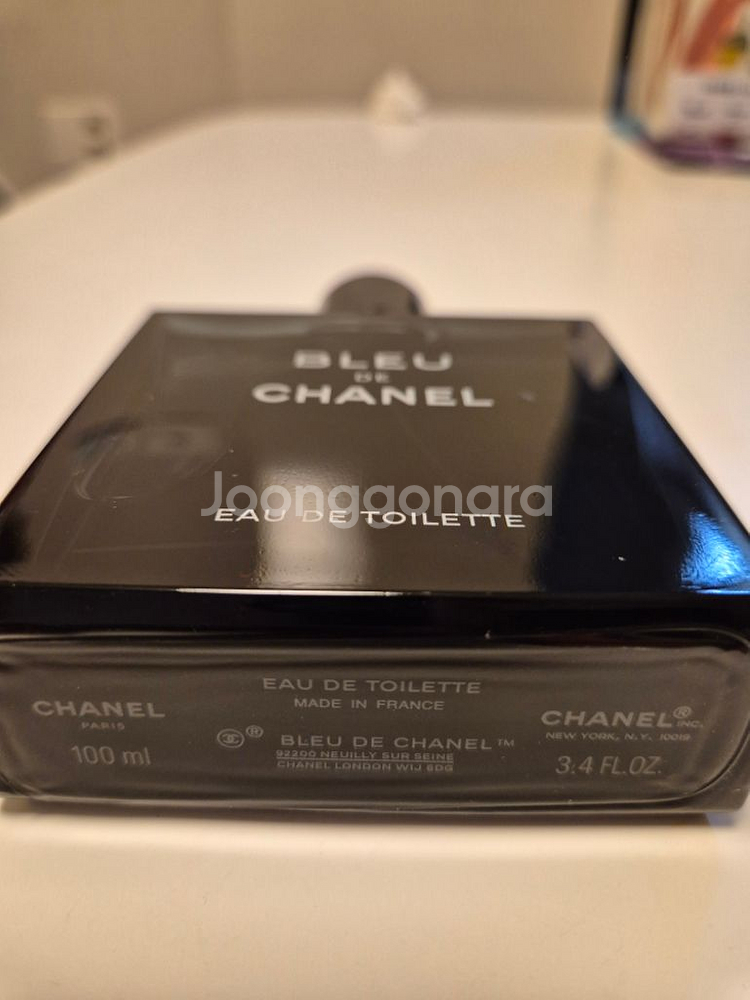 BLEU
DE
CHANEL
Joonggonara
EAU DE TOILETTE
EAU DE TOILETTE
MADE IN FRANCE
CHANEL
PARIS
100 ml
BLEU DE CHANEL™
92200 NEUILLY SUR SEINE
CHANEL LONDON W1J 6DG
CHANEL® INC.
NEW YORK, N.Y. 10019
3.4 FL.OZ.